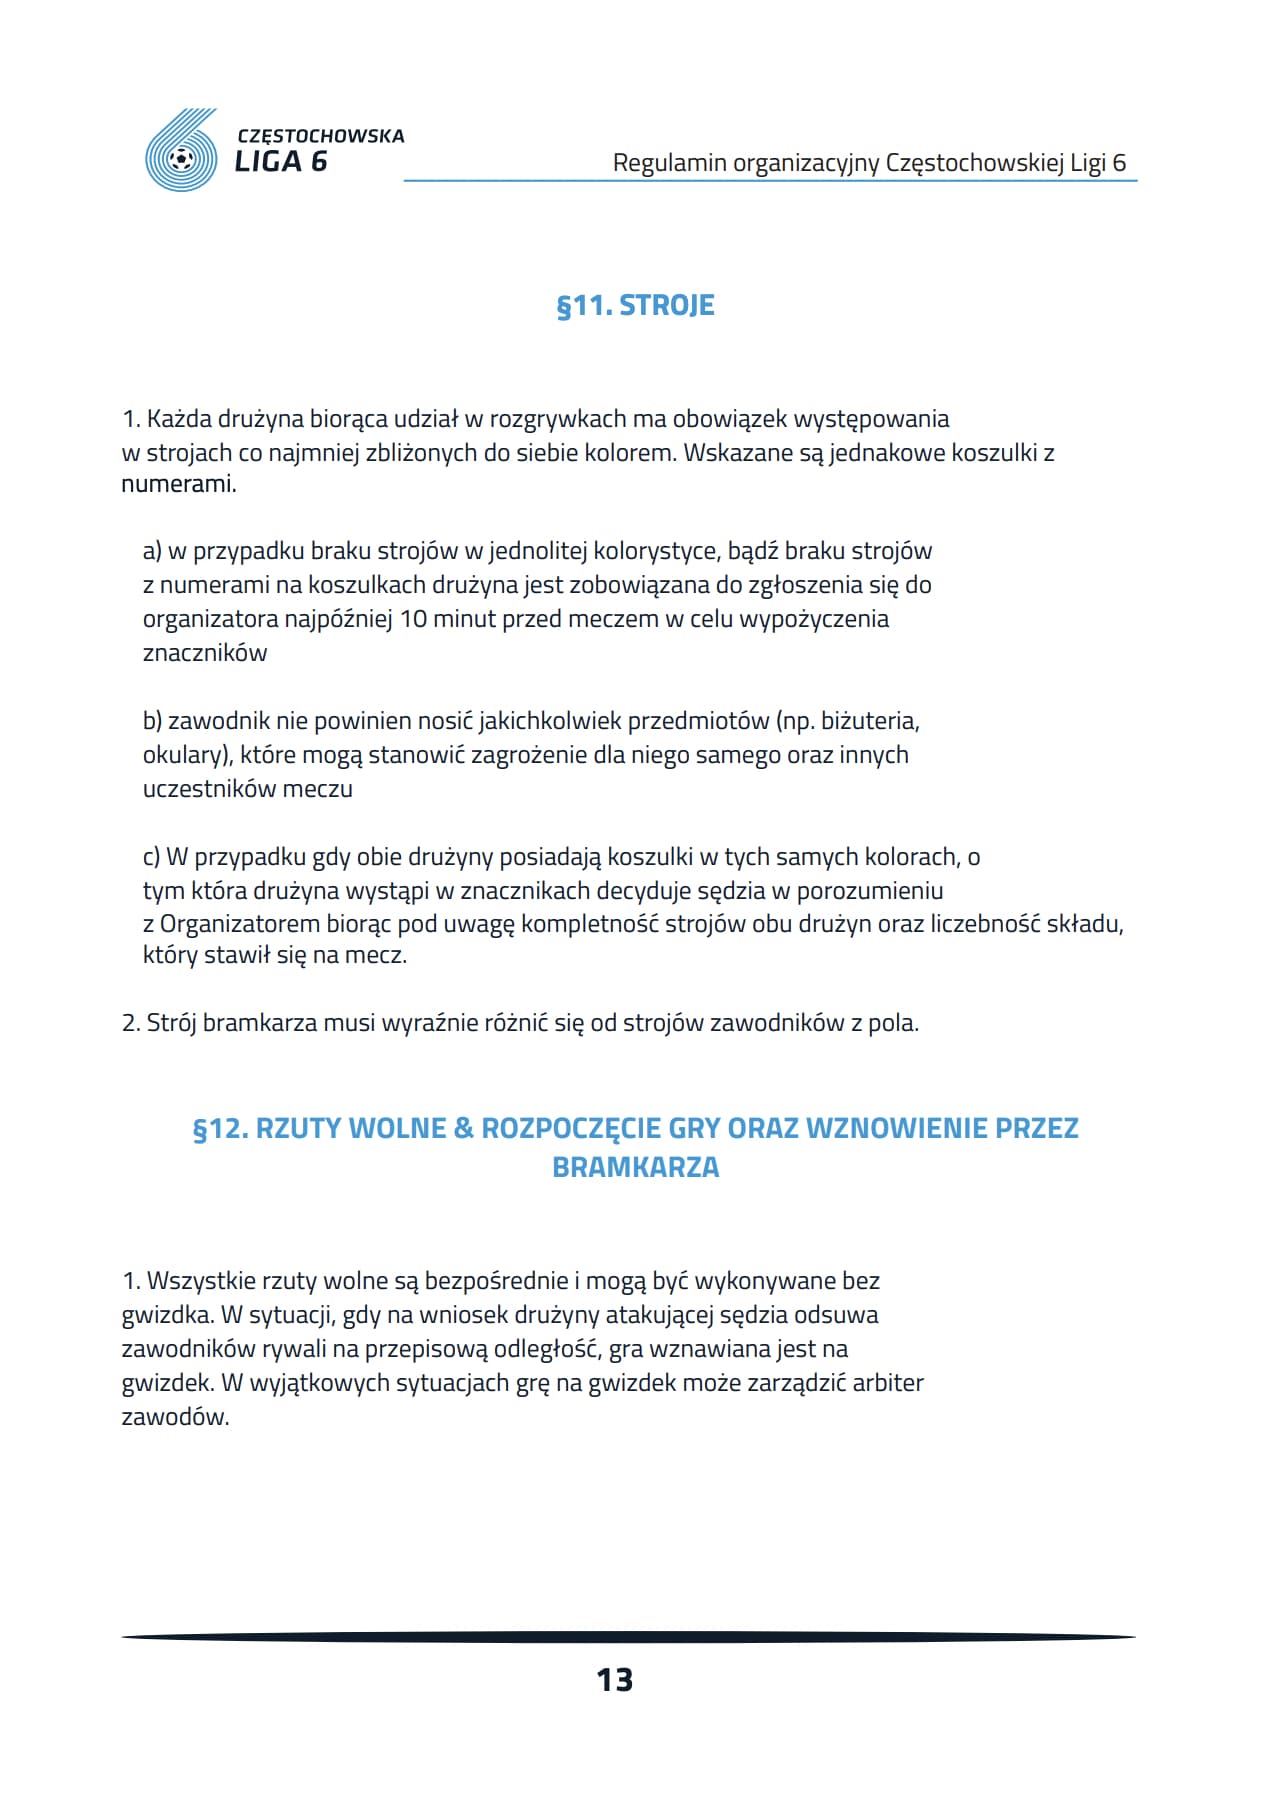 CZĘSTOCHOWSKA
LIGA 6
Regulamin organizacyjny Częstochowskiej Ligi 6
§11. STROJE
1. Każda drużyna biorąca udział w rozgrywkach ma obowiązek występowania
w strojach co najmniej zbliżonych do siebie kolorem. Wskazane są jednakowe koszulki z
numerami.
a) w przypadku braku strojów w jednolitej kolorystyce, bądź braku strojów
z numerami na koszulkach drużyna jest zobowiązana do zgłoszenia się do
organizatora najpóźniej 10 minut przed meczem w celu wypożyczenia
znaczników
b) zawodnik nie powinien nosić jakichkolwiek przedmiotów (np. biżuteria,
okulary), które mogą stanowić zagrożenie dla niego samego oraz innych
uczestników meczu
c) W przypadku gdy obie drużyny posiadają koszulki w tych samych kolorach, o
tym która drużyna wystąpi w znacznikach decyduje sędzia w porozumieniu
z Organizatorem biorąc pod uwagę kompletność strojów obu drużyn oraz liczebność składu,
który stawił się na mecz.
2. Strój bramkarza musi wyraźnie różnić się od strojów zawodników z pola.
§12. RZUTY WOLNE & ROZPOCZĘCIE GRY ORAZ WZNOWIENIE PRZEZ
BRAMKARZA
1. Wszystkie rzuty wolne są bezpośrednie i mogą być wykonywane bez
gwizdka. W sytuacji, gdy na wniosek drużyny atakującej sędzia odsuwa
zawodników rywali na przepisową odległość, gra wznawiana jest na
gwizdek. W wyjątkowych sytuacjach grę na gwizdek może zarządzić arbiter
zawodów.
13